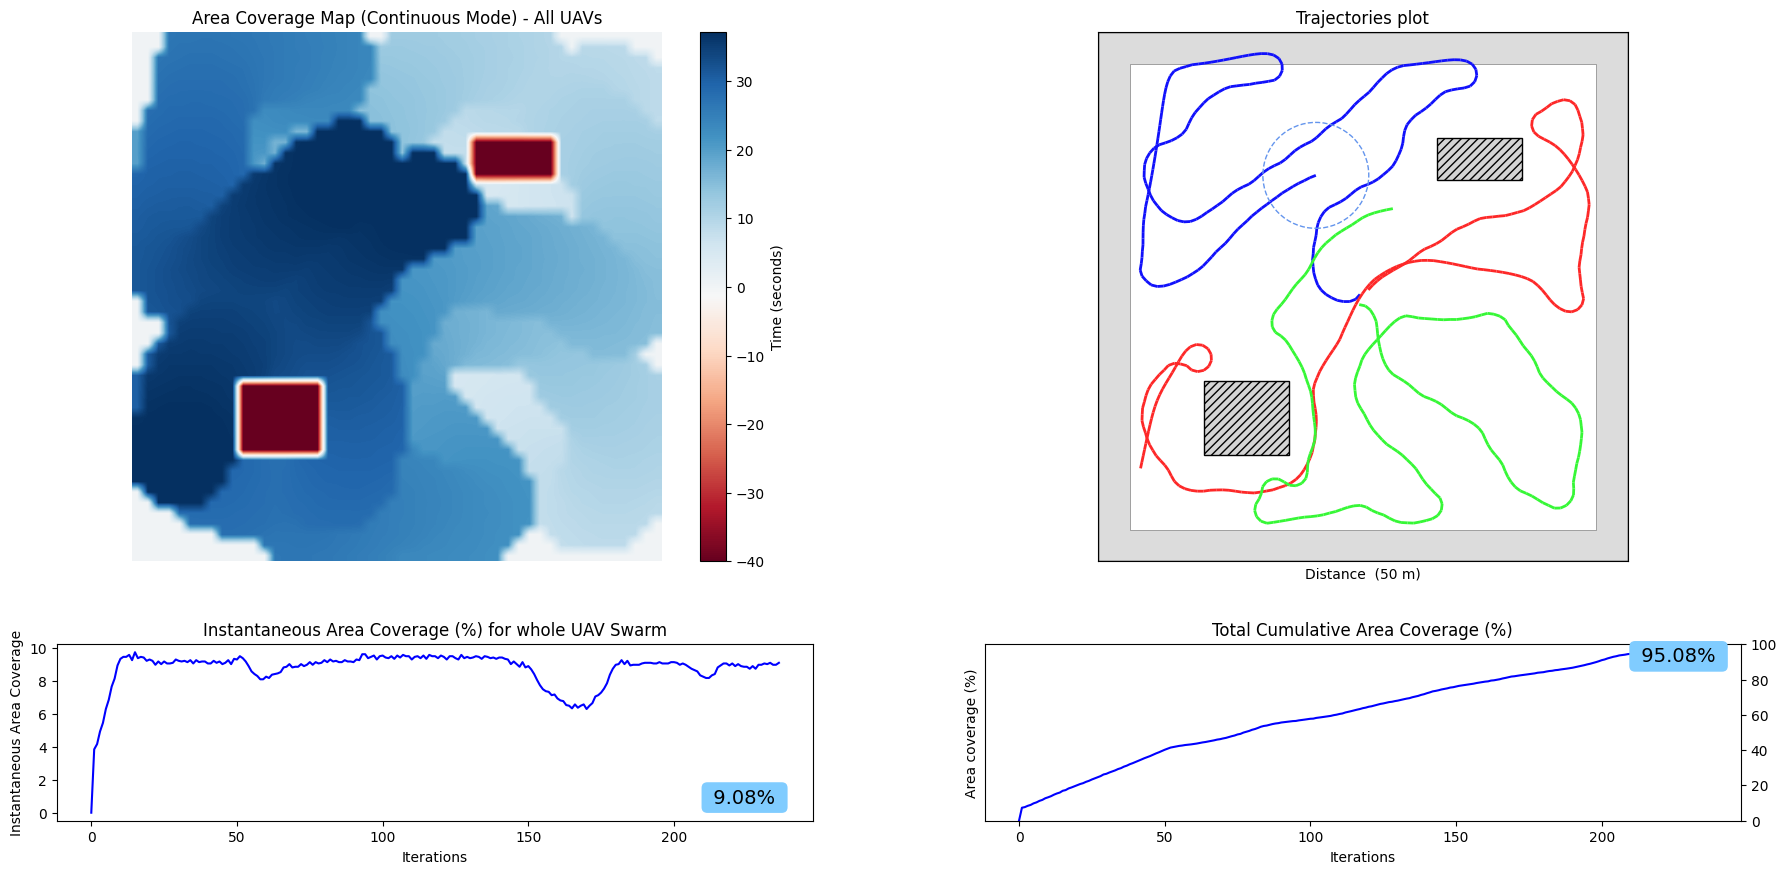 Area Coverage Map (Continuous Mode) - All UAVs
30
20
10
0
−10
−20
−30
−40
Time (seconds)
Trajectories plot
Distance  (50 m)
Instantaneous Area Coverage (%) for whole UAV Swarm
Instantaneous Area Coverage
10
8
6
4
2
0
9.08%
0 50 100 150 200
Iterations
Total Cumulative Area Coverage (%)
Area coverage (%)
95.08%
100
80
60
40
20
0
0 50 100 150 200
Iterations